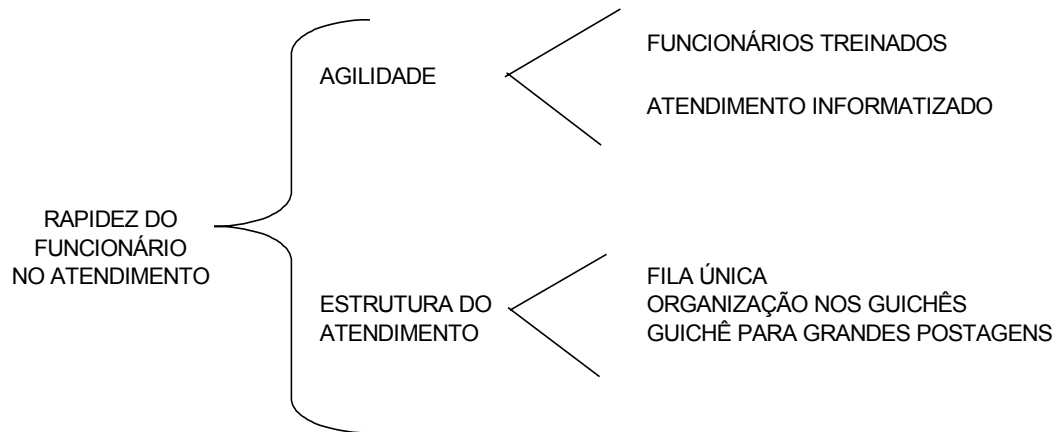 RAPIDEZ DO
FUNCIONÁRIO
NO ATENDIMENTO
AGILIDADE
FUNCIONÁRIOS TREINADOS
ATENDIMENTO INFORMATIZADO
ESTRUTURA DO
ATENDIMENTO
FILA ÚNICA
ORGANIZAÇÃO NOS GUICHÊS
GUICHÊ PARA GRANDES POSTAGENS